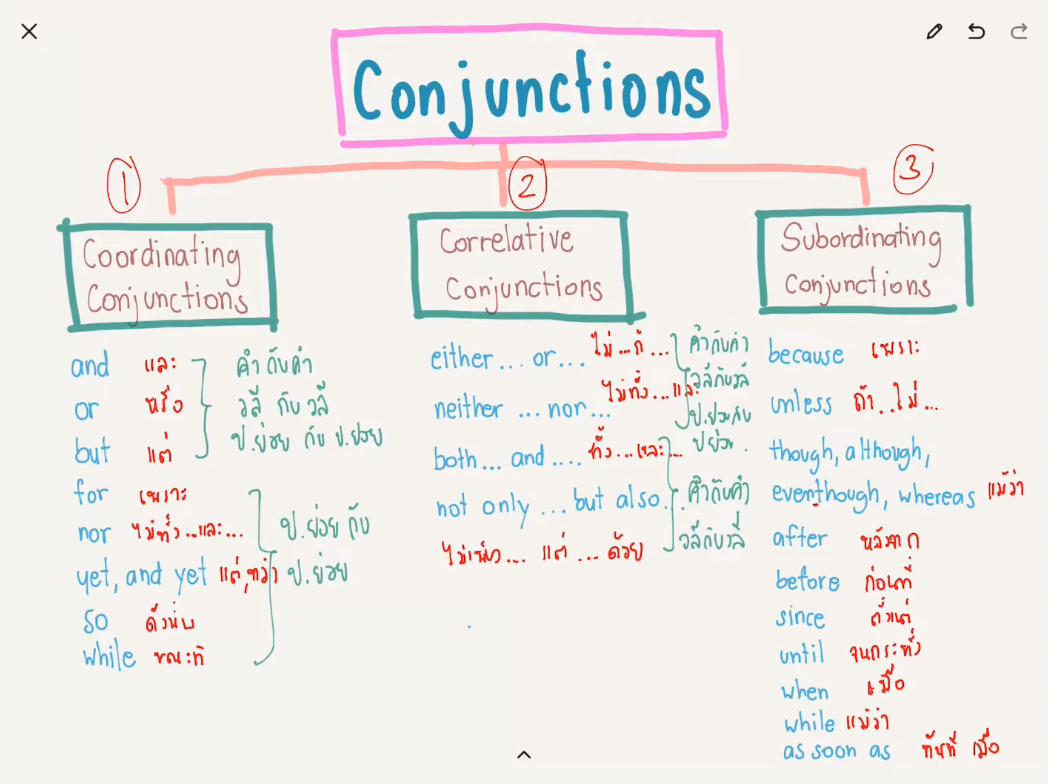 Conjunctions
1
2
3
Coordinating
Conjunctions
and และ
or หรือ
but แต่
คำกับคำ
วลี กับ วลี
ป.ย่อย กับ ป.ย่อย
for เพราะ
nor ไม่ทั้ง...และ...
yet, and yet แต่,ทว่า
so ดังนั้น
while ขณะที่
ป.ย่อย กับ
ป.ย่อย
Correlative
Conjunctions
either... or... ไม่...ก็...
neither ... nor... ไม่ทั้ง...และ
คำกับคำ
วลีกับวลี
ป.ย่อยกับ
ป.ย่อย.
both... and .... ทั้ง...และ...
not only ... but also...
ไม่เพียง... แต่ ... ด้วย
คำกับคำ
วลีกับวลี
Subordinating
Conjunctions
because เพราะ
unless ถ้า..ไม่...
though, although,
eventhough, whereas แม้ว่า
after หลังจาก
before ก่อนที่
since ตั้งแต่
until จนกระทั่ง
when เมื่อ
while แม้ว่า
as soon as ทันที เมื่อ